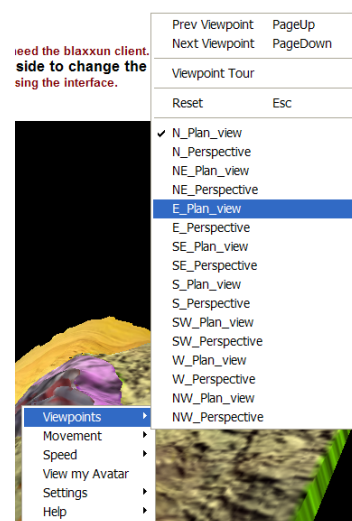 need the blaxxun client.
side to change the
sing the interface.
Prev Viewpoint PageUp
Next Viewpoint PageDown
Viewpoint Tour
Reset Esc
N_Plan_view
N_Perspective
NE_Plan_view
NE_Perspective
E_Plan_view
E_Perspective
SE_Plan_view
SE_Perspective
S_Plan_view
S_Perspective
SW_Plan_view
SW_Perspective
W_Plan_view
W_Perspective
NW_Plan_view
NW_Perspective
Viewpoints
Movement
Speed
View my Avatar
Settings
Help